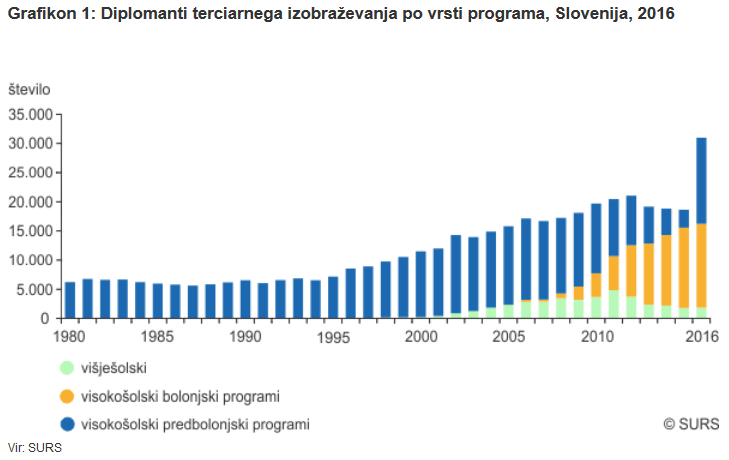 Grafikon 1: Diplomanti terciarnega izobraževanja po vrsti programa, Slovenija, 2016
število
35.000
30.000
25.000
20.000
15.000
10.000
5.000
0
1980 1985 1990 1995 2000 2005 2010 2016
višješolski
visokošolski bolonjski programi
visokošolski predbolonjski programi
© SURS
Vir: SURS